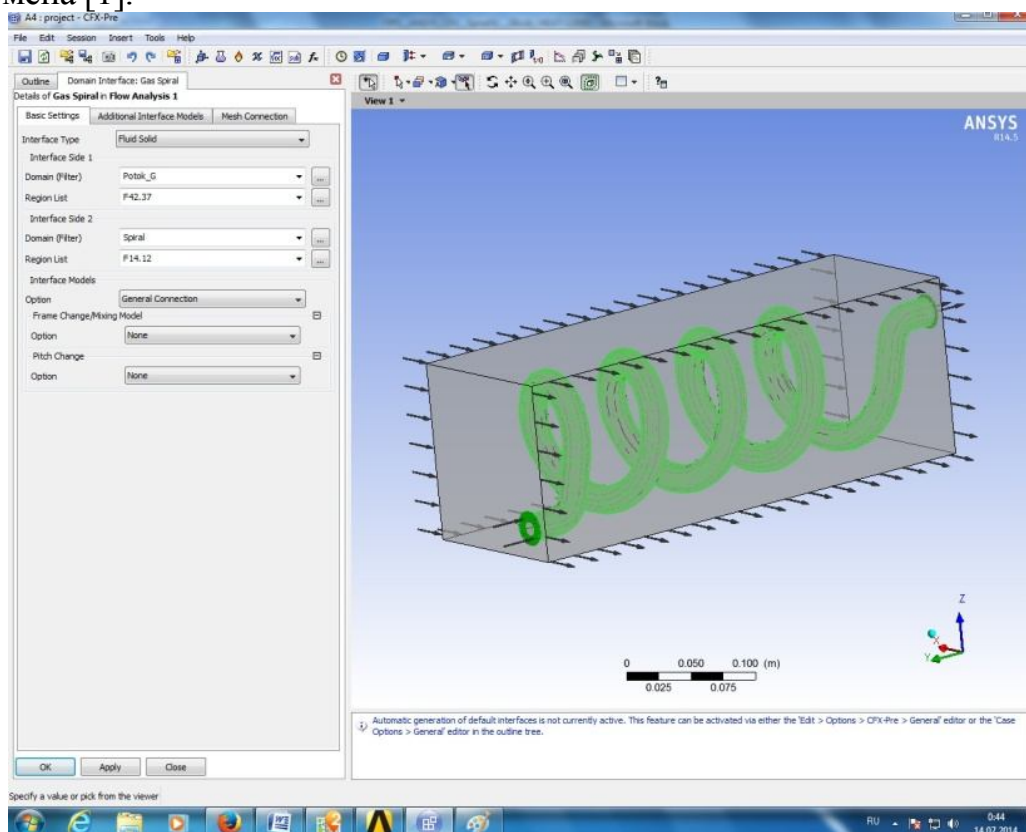 мена [1].
A4 : project - CFX-Pre
File Edit Session Insert Tools Help
Outline Domain Interface: Gas Spiral
Details of Gas Spiral in Flow Analysis 1
Basic Settings Additional Interface Models Mesh Connection
Interface Type Fluid Solid
Interface Side 1
Domain (Filter) Potok_G
Region List F42.37
Interface Side 2
Domain (Filter) Spiral
Region List F14.12
Interface Models
Option General Connection
Frame Change/Mixing Model
Option None
Pitch Change
Option None
OK Apply Close
Specify a value or pick from the viewer
View 1
ANSYS
R14.5
Z
X
Y
0 0.050 0.100 (m)
0.025 0.075
Automatic generation of default interfaces is not currently active. This feature can be activated via either the 'Edit > Options > CFX-Pre > General' editor or the 'Case
Options > General' editor in the outline tree.
RU 0:44
14.07.2014